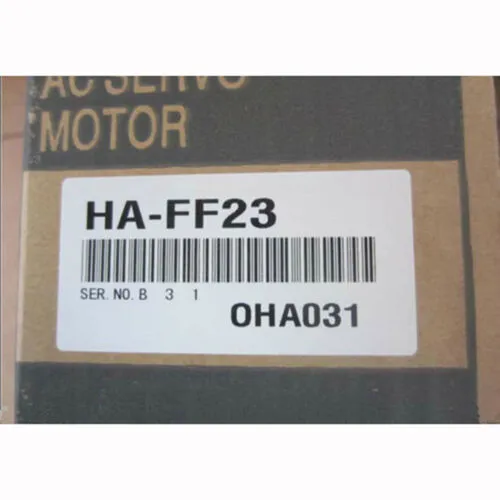 AC SERVO
MOTOR
HA-FF23
SER. NO. B 3 1
OHA031